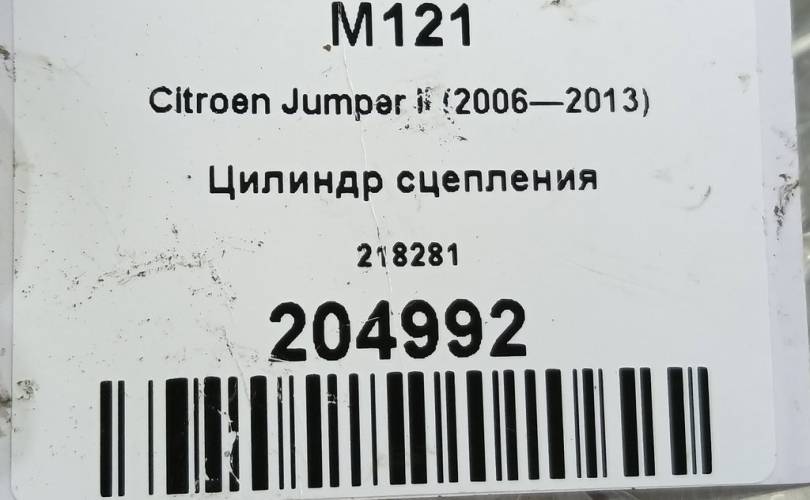 M121
Citroen Jumper II (2006—2013)
Цилиндр сцепления
218281
204992